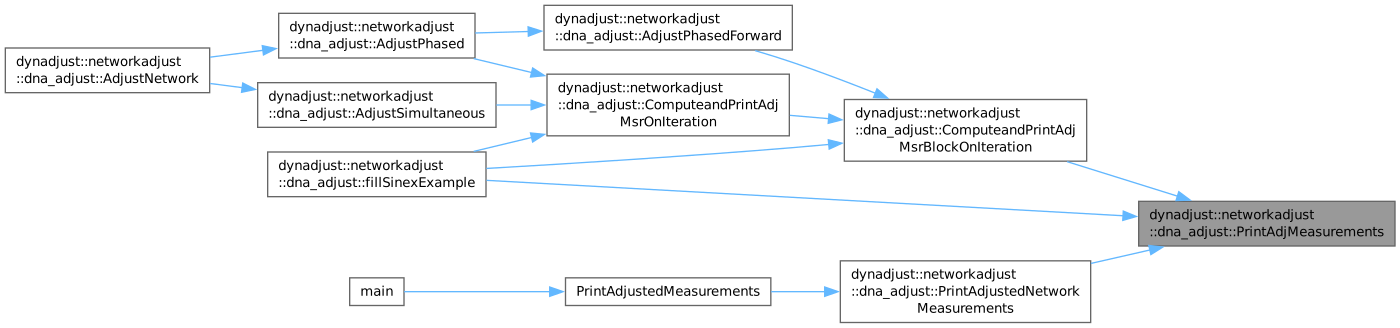 dynadjust::networkadjust
::dna_adjust::AdjustNetwork
dynadjust::networkadjust
::dna_adjust::AdjustPhased
dynadjust::networkadjust
::dna_adjust::AdjustSimultaneous
dynadjust::networkadjust
::dna_adjust::fillSinexExample
main
dynadjust::networkadjust
::dna_adjust::AdjustPhasedForward
dynadjust::networkadjust
::dna_adjust::ComputeandPrintAdj
MsrOnIteration
PrintAdjustedMeasurements
dynadjust::networkadjust
::dna_adjust::ComputeandPrintAdj
MsrBlockOnIteration
dynadjust::networkadjust
::dna_adjust::PrintAdjustedNetwork
Measurements
dynadjust::networkadjust
::dna_adjust::PrintAdjMeasurements